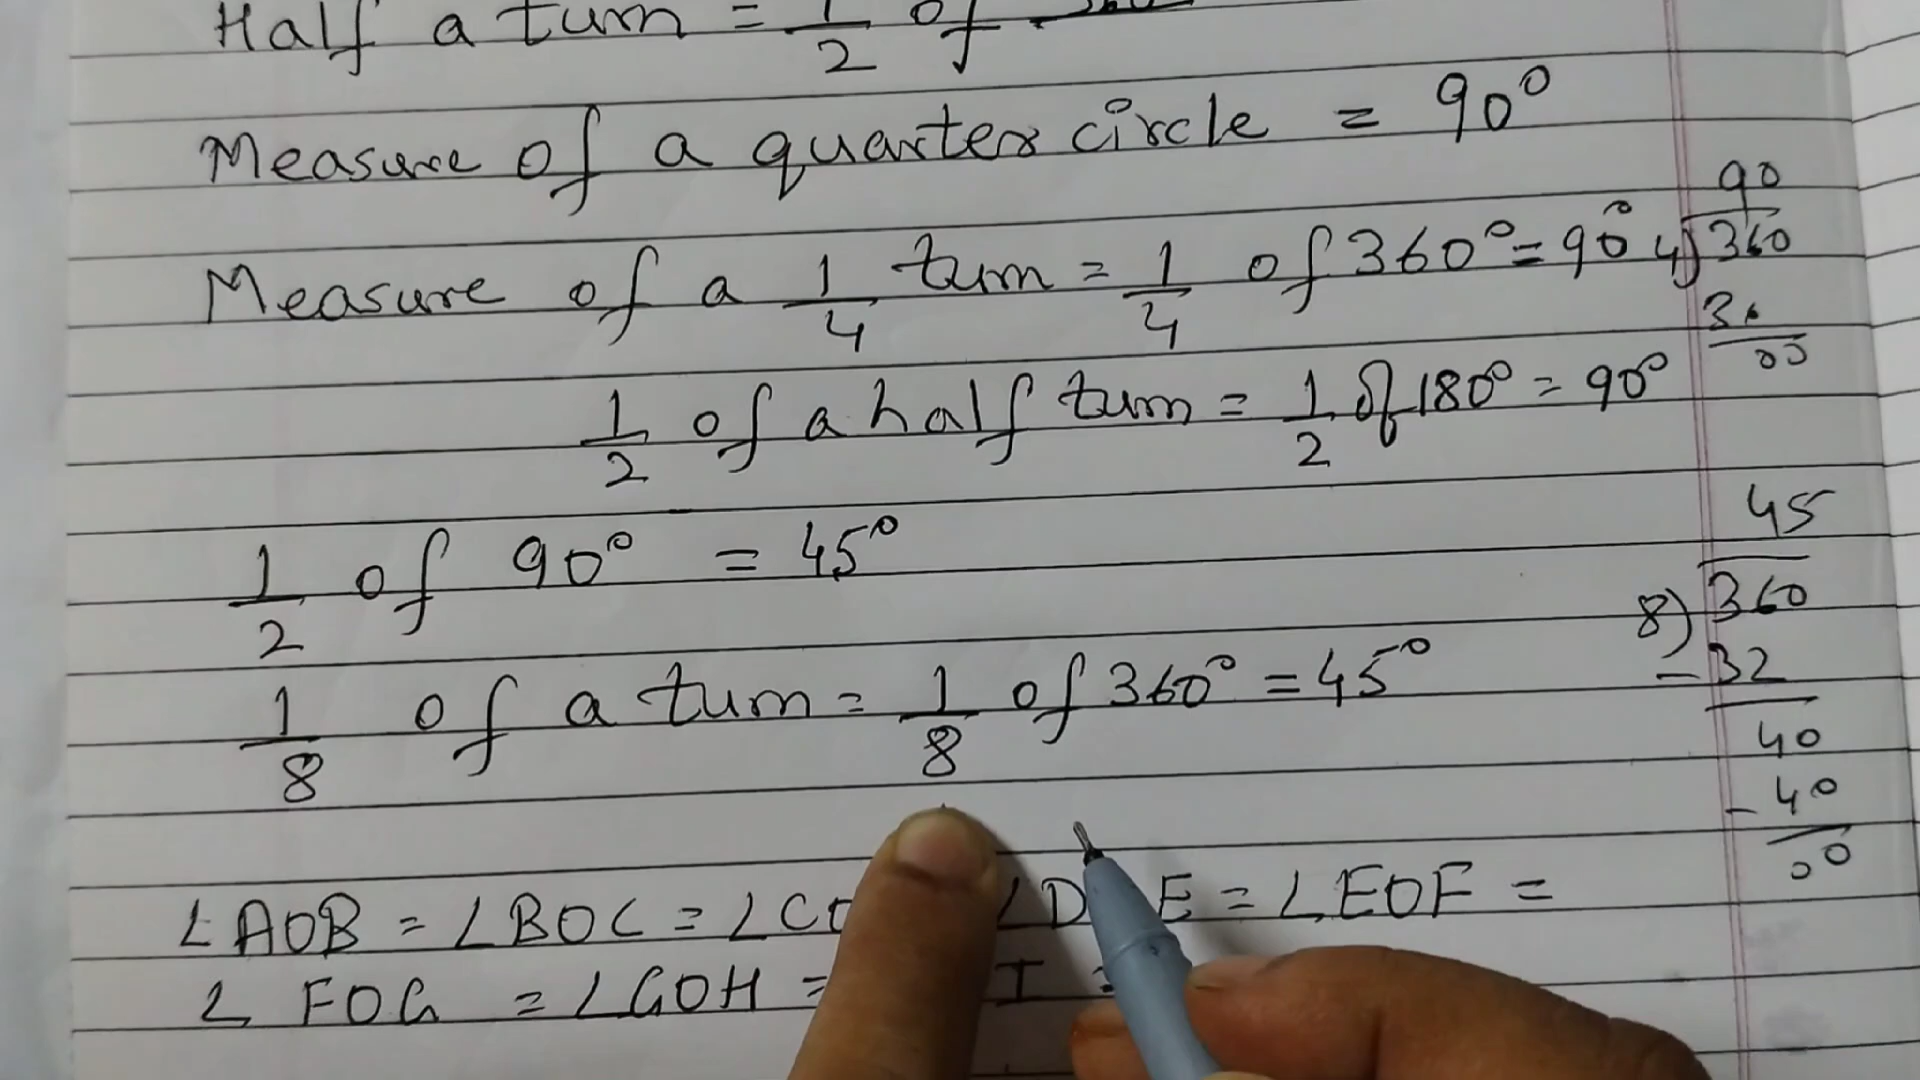 Half a turn = 1/2 of 360
Measure of a quarter circle = 90°
Measure of a 1/4 turn = 1/4 of 360° = 90°
1/2 of a half turn = 1/2 of 180° = 90°
1/2 of 90° = 45°
1/8 of a turn = 1/8 of 360° = 45°
∠AOB = ∠BOC = ∠CO ∠D E = ∠EOF =
∠FOG = ∠GOH = I =
90
4)360
36
00
45
8)360
-32
40
-40
00